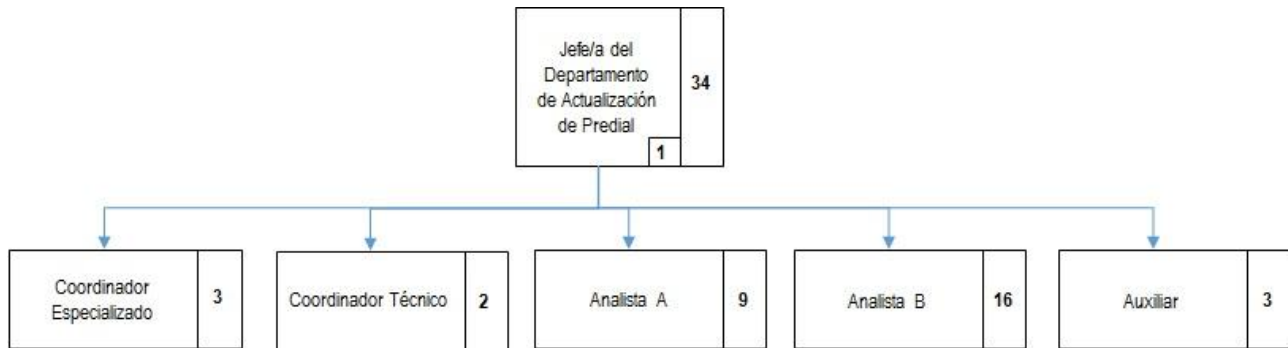 Jefe/a del
Departamento
de Actualización
de Predial
34
1
Coordinador
Especializado
3
Coordinador Técnico
2
Analista A
9
Analista B
16
Auxiliar
3